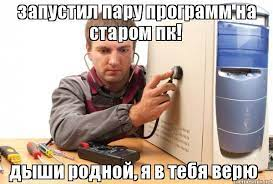 запустил пару программ на
старом пк!
дыши родной, я в тебя верю